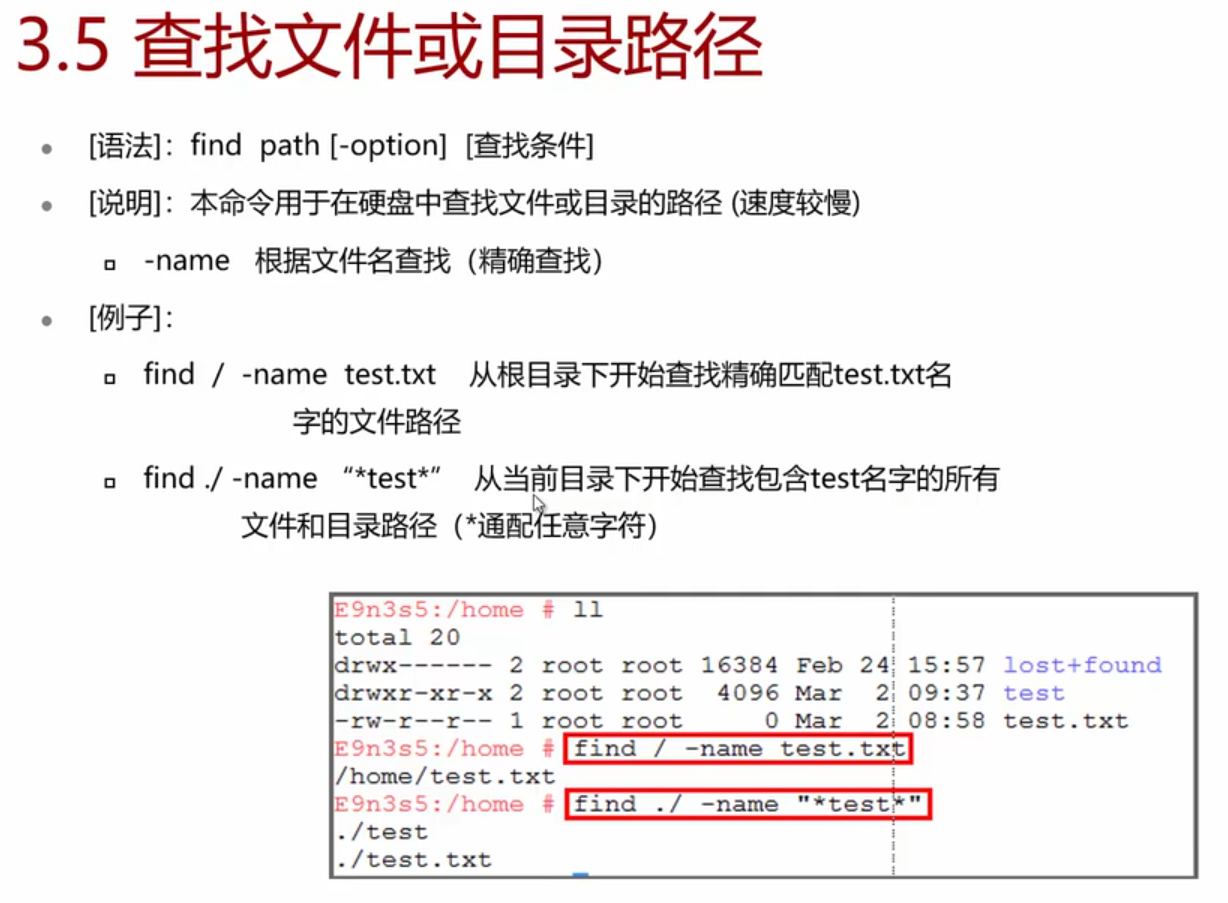 3.5 查找文件或目录路径
[语法]：find path [-option] [查找条件]
[说明]：本命令用于在硬盘中查找文件或目录的路径 (速度较慢)
-name 根据文件名查找（精确查找）
[例子]：
find / -name test.txt 从根目录下开始查找精确匹配test.txt名
字的文件路径
find ./ -name “*test*” 从当前目录下开始查找包含test名字的所有
文件和目录路径（*通配任意字符）
E9n3s5:/home # ll
total 20
drwx------ 2 root root 16384 Feb 24 15:57 lost+found
drwxr-xr-x 2 root root 4096 Mar 2 09:37 test
-rw-r--r-- 1 root root 0 Mar 2 08:58 test.txt
E9n3s5:/home # find / -name test.txt
/home/test.txt
E9n3s5:/home # find ./ -name "*test*"
./test
./test.txt